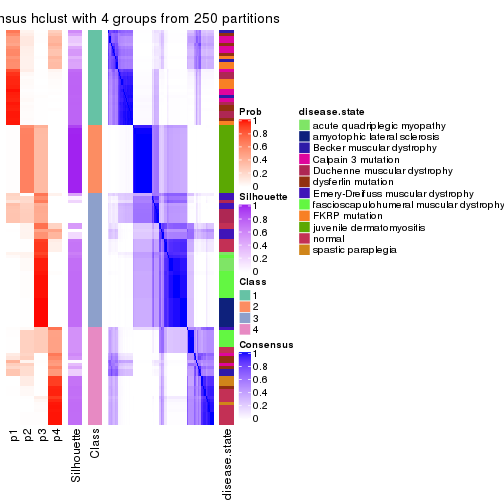 nsus hclust with 4 groups from 250 partitions
Prob
1
0.8
0.6
0.4
0.2
0
Silhouette
1
0.8
0.6
0.4
0.2
0
Class
1
2
3
4
Consensus
1
0.8
0.6
0.4
0.2
0
disease.state
acute quadriplegic myopathy
amyotrophic lateral sclerosis
Becker muscular dystrophy
Calpain 3 mutation
Duchenne muscular dystrophy
dysferlin mutation
Emery-Dreifuss muscular dystrophy
fascioscapulohumeral muscular dystrophy
FKRP mutation
juvenile dermatomyositis
normal
spastic paraplegia
p1
p2
p3
p4
Silhouette
Class
disease.state